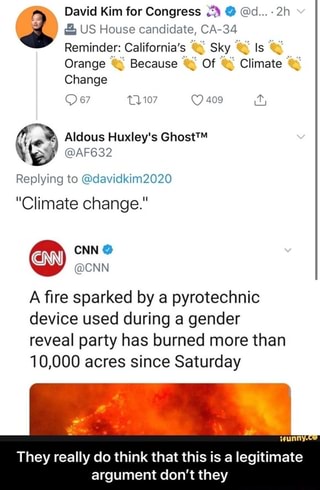 David Kim for Congress 🦄 @d... · 2h
US House candidate, CA-34
Reminder: California's 👏 Sky 👏 Is 👏
Orange 👏 Because 👏 Of 👏 Climate 👏
Change
67 107 409
Aldous Huxley's Ghost™
@AF632
Replying to @davidkim2020
"Climate change."
CNN
CNN
@CNN
A fire sparked by a pyrotechnic
device used during a gender
reveal party has burned more than
10,000 acres since Saturday
ifunny.co
They really do think that this is a legitimate
argument don't they